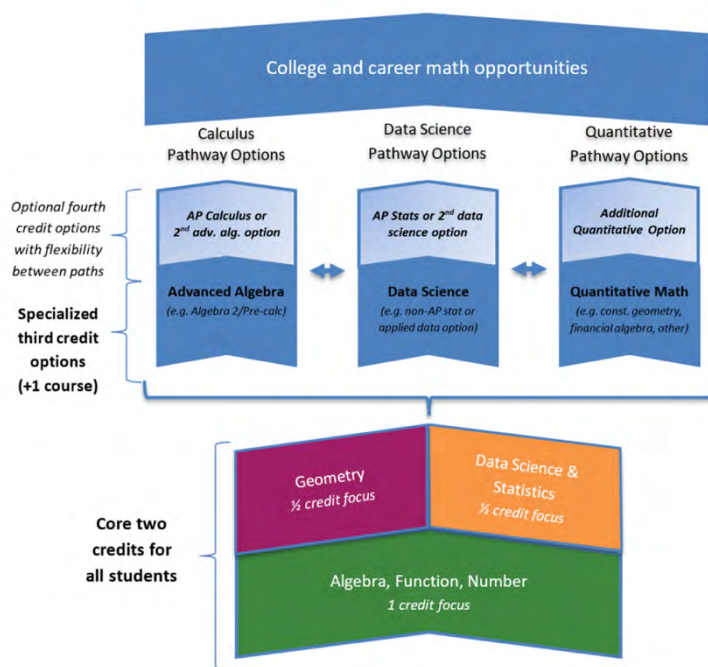 College and career math opportunities
Calculus
Pathway Options
Data Science
Pathway Options
Quantitative
Pathway Options
Optional fourth
credit options
with flexibility
between paths
AP Calculus or
2nd adv. alg. option
AP Stats or 2nd data
science option
Additional
Quantitative Option
Specialized
third credit
options
(+1 course)
Advanced Algebra
(e.g. Algebra 2/Pre-calc)
Data Science
(e.g. non-AP stat or
applied data option)
Quantitative Math
(e.g. const. geometry,
financial algebra, other)
Core two
credits for
all students
Geometry
½ credit focus
Data Science &
Statistics
½ credit focus
Algebra, Function, Number
1 credit focus